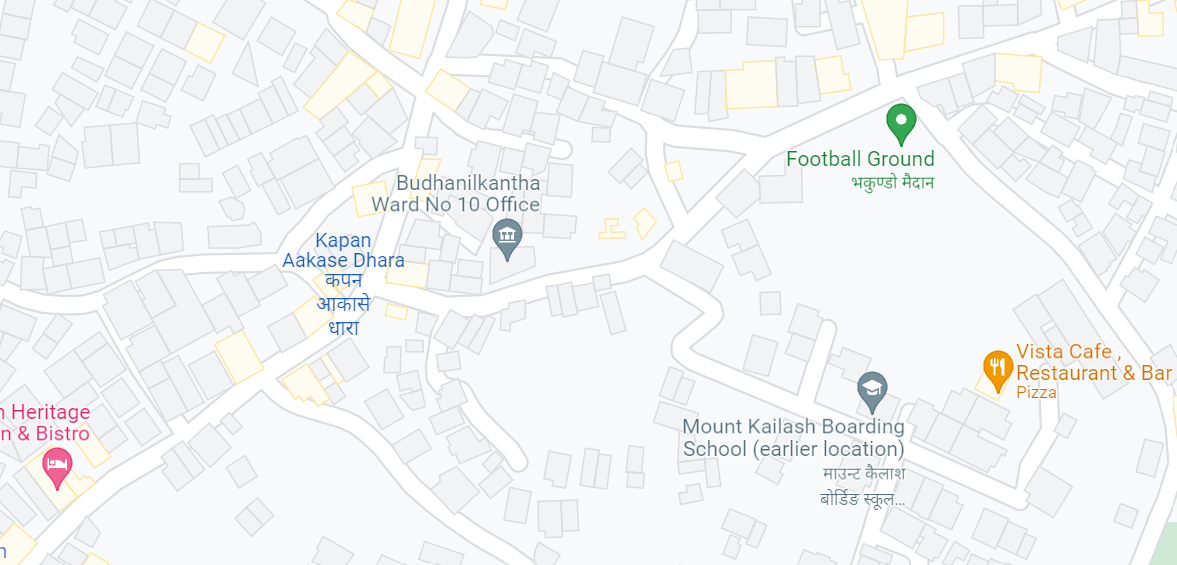 Football Ground
भकुण्डो मैदान
Budhanilkantha
Ward No 10 Office
Kapan
Aakase Dhara
कपन
आकासे
धारा
Vista Cafe ,
Restaurant & Bar
Pizza
Heritage
& Bistro
Mount Kailash Boarding
School (earlier location)
माउन्ट कैलाश
बोर्डिङ स्कूल...